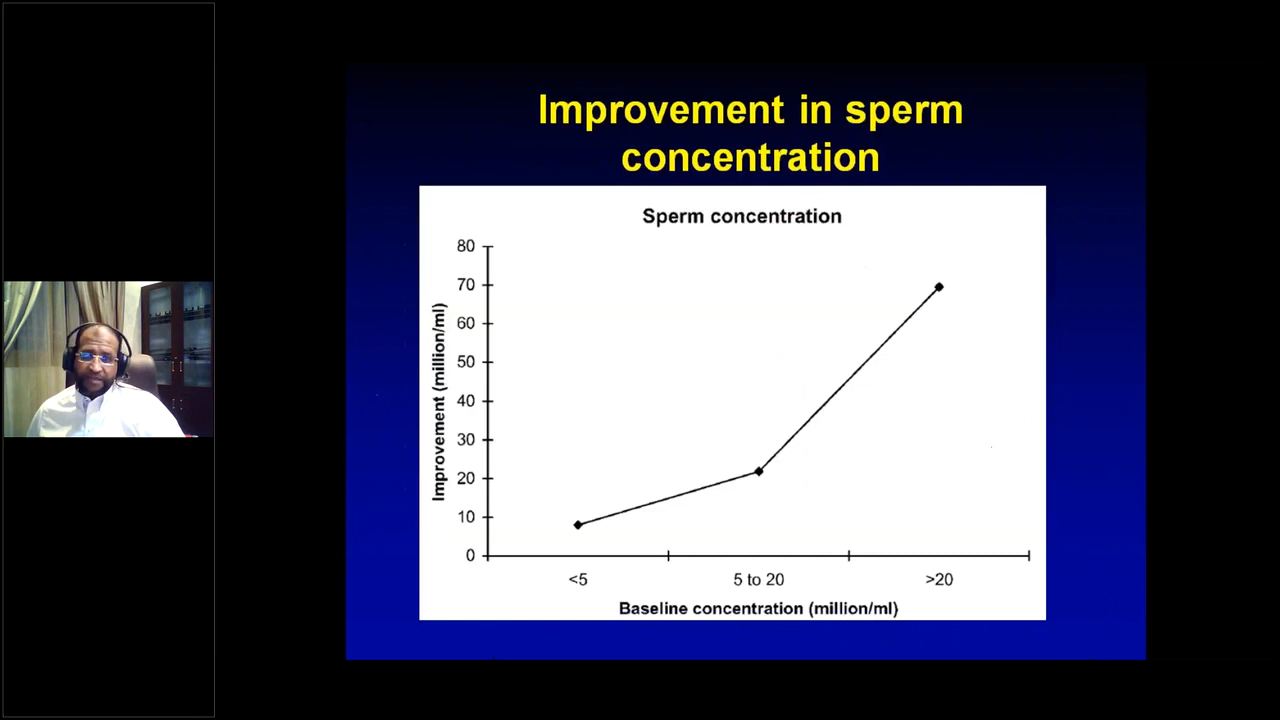 Improvement in sperm
concentration
Sperm concentration
80
70
60
50
40
30
20
10
0
Improvement (million/ml)
<5 5 to 20 >20
Baseline concentration (million/ml)